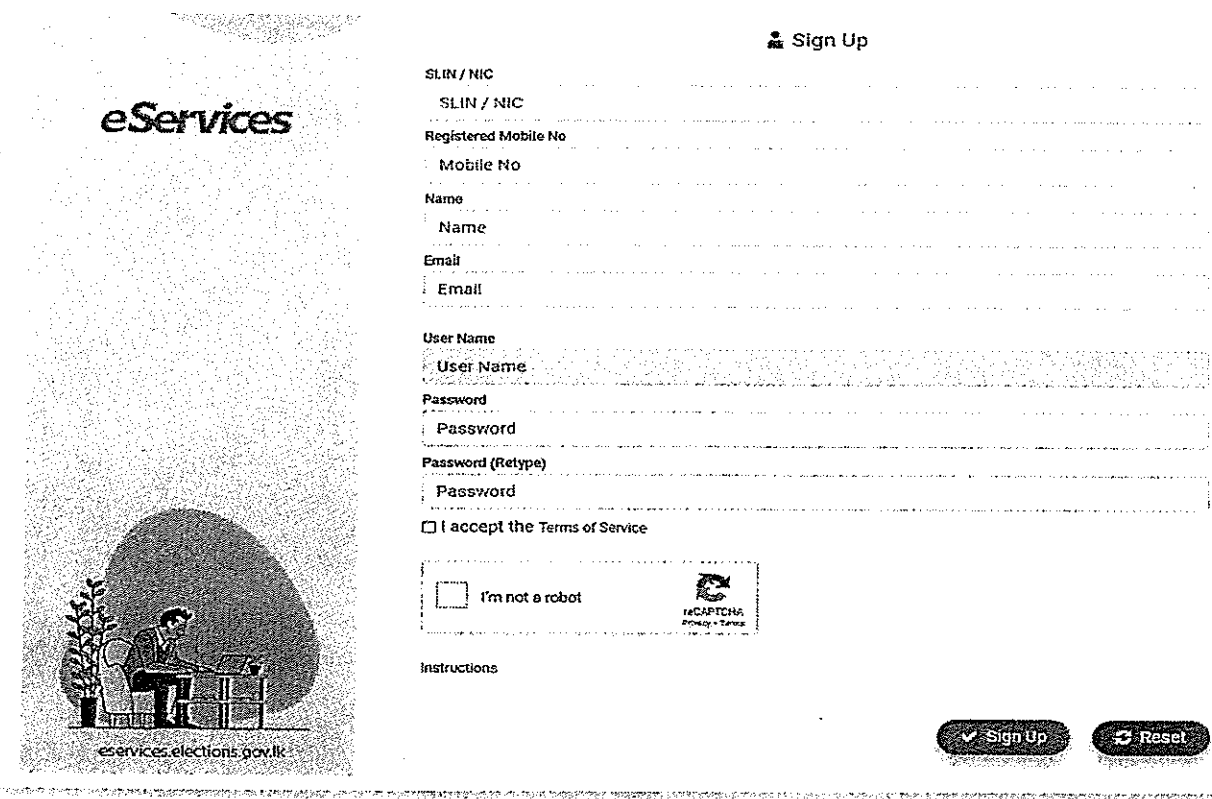 eServices
eservices.elections.gov.lk
Sign Up
SLIN / NIC
SLIN / NIC
Registered Mobile No
Mobile No
Name
Name
Email
Email
User Name
User Name
Password
Password
Password (Retype)
Password
I accept the Terms of Service
I'm not a robot
reCAPTCHA
Privacy - Terms
Instructions
Sign Up
Reset